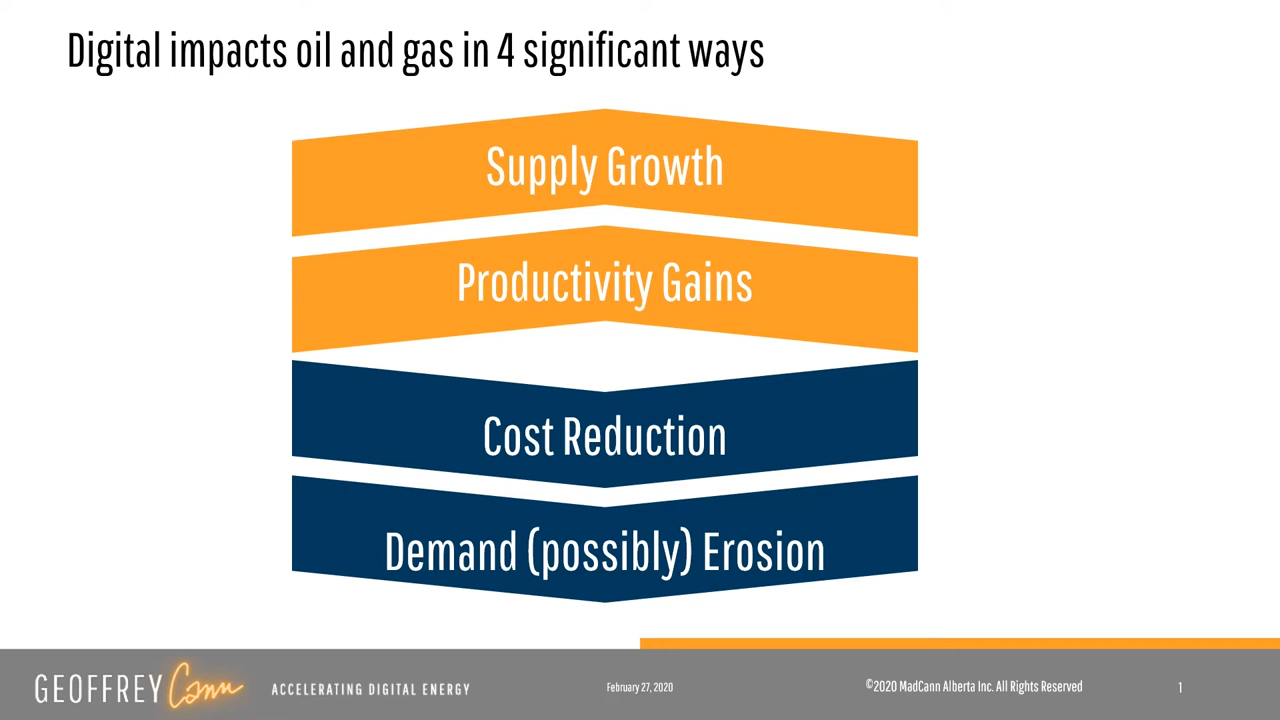 Digital impacts oil and gas in 4 significant ways
Supply Growth
Productivity Gains
Cost Reduction
Demand (possibly) Erosion
GEOFFREY Cann ACCELERATING DIGITAL ENERGY
February 27, 2020
©2020 MadCann Alberta Inc. All Rights Reserved
1